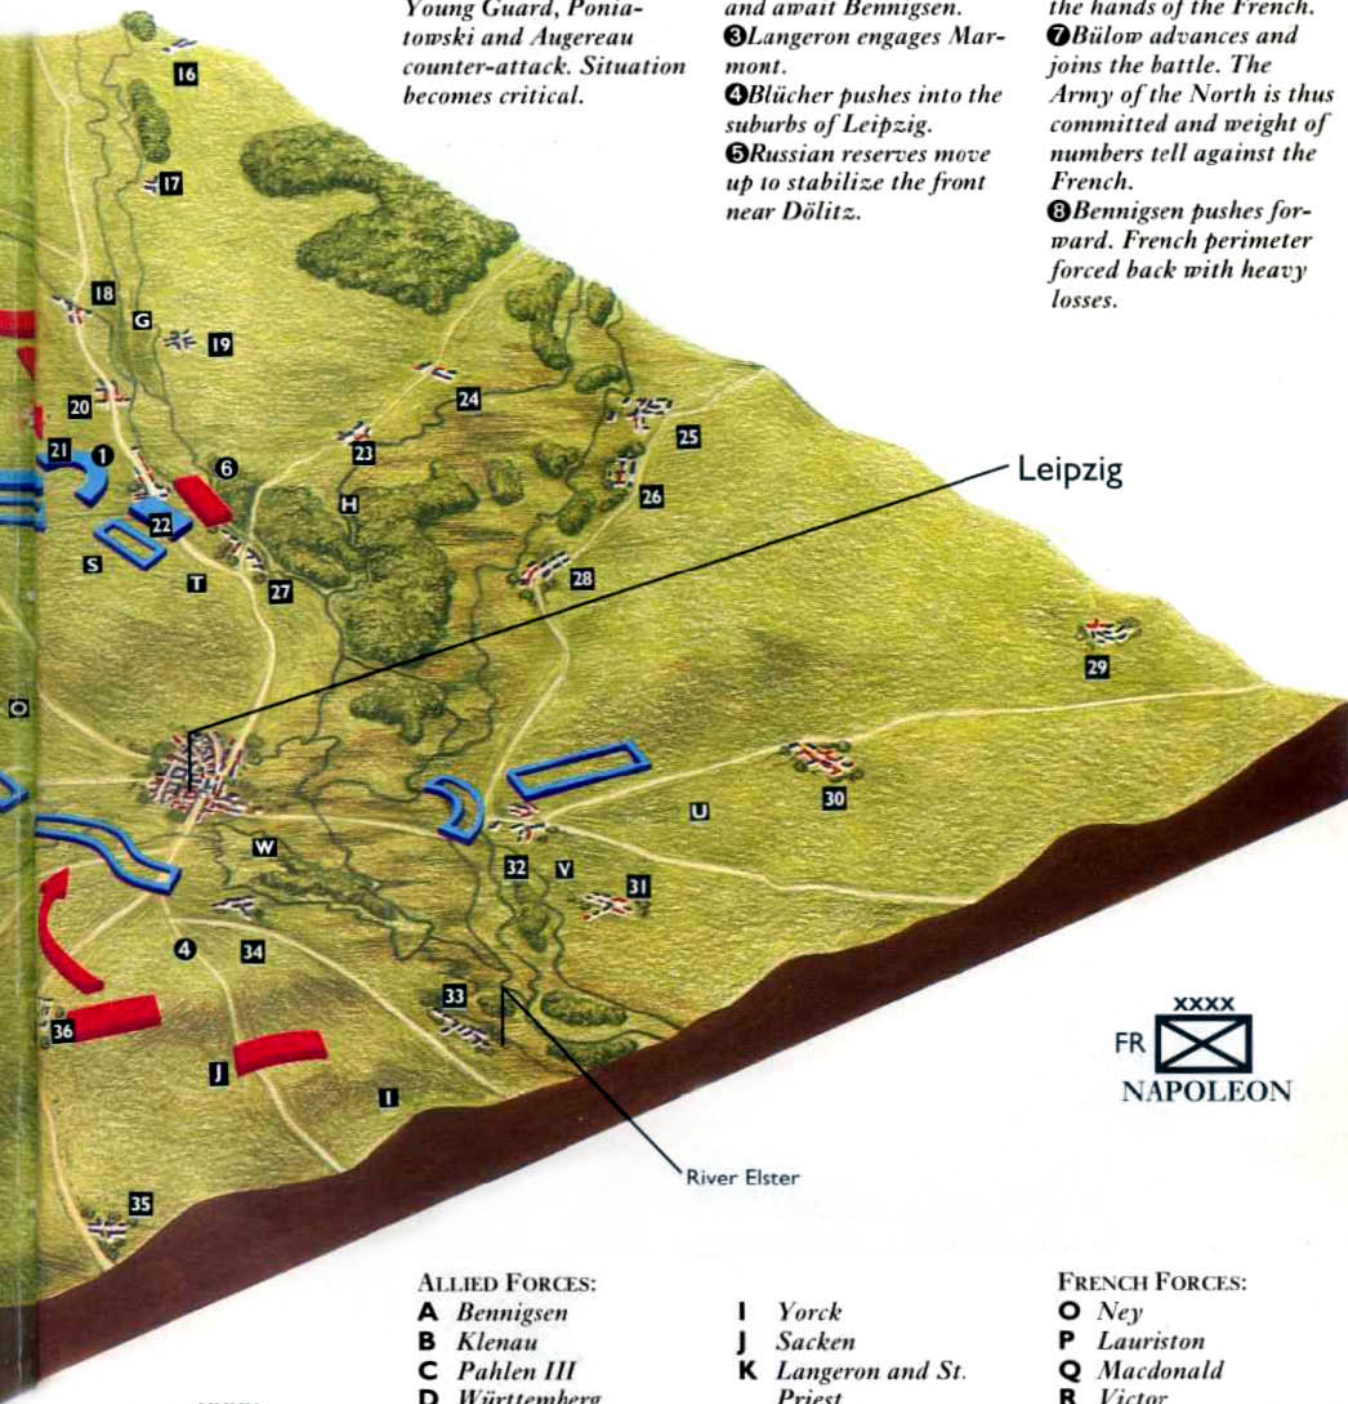 Young Guard, Ponia-
towski and Augereau
counter-attack. Situation
becomes critical.
and await Bennigsen.
❸Langeron engages Mar-
mont.
❹Blücher pushes into the
suburbs of Leipzig.
❺Russian reserves move
up to stabilize the front
near Dölitz.
the hands of the French.
❼Bülow advances and
joins the battle. The
Army of the North is thus
committed and weight of
numbers tell against the
French.
❽Bennigsen pushes for-
ward. French perimeter
forced back with heavy
losses.
16
17
18
G
19
20
24
23
21
❶
❻
25
H
26
22
S
T
27
28
Leipzig
29
O
30
U
W
32
V
31
❹
34
33
36
J
I
35
River Elster
XXXX
FR
NAPOLEON
ALLIED FORCES:
A Bennigsen
B Klenau
C Pahlen III
D Württemberg
I Yorck
J Sacken
K Langeron and St.
Priest
FRENCH FORCES:
O Ney
P Lauriston
Q Macdonald
R Victor